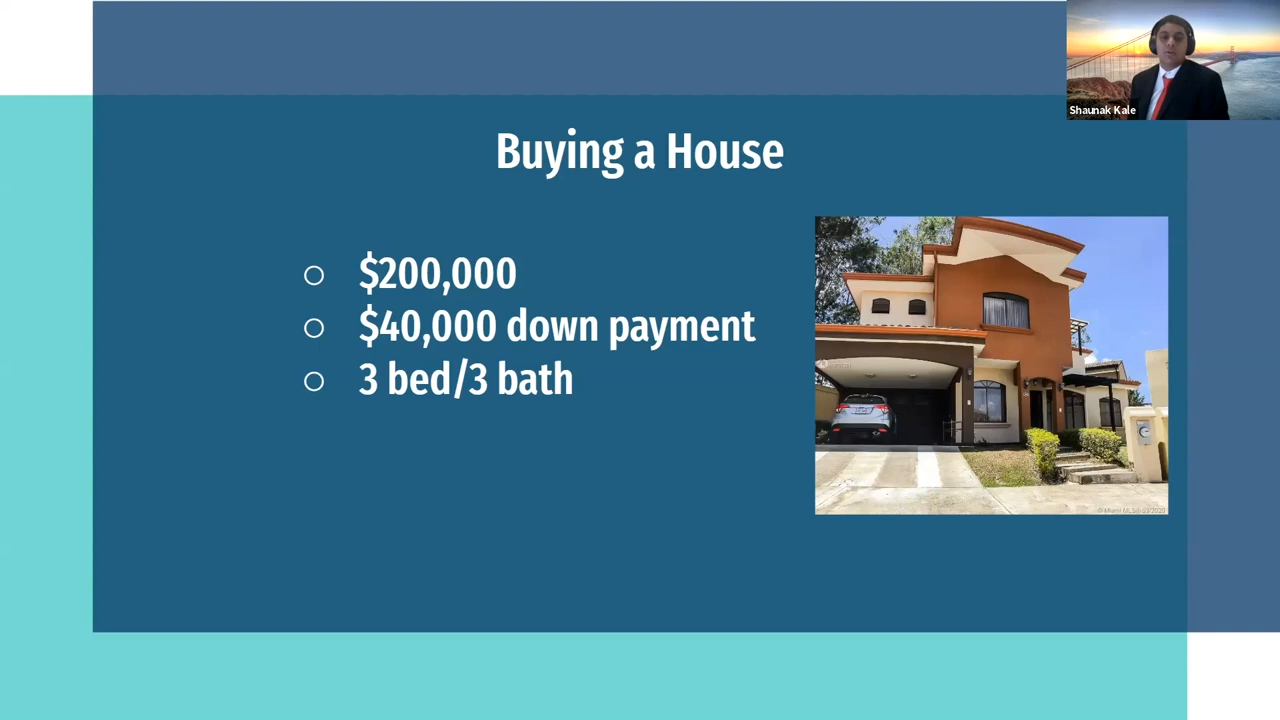 Shaunak Kale
Buying a House
$200,000
$40,000 down payment
3 bed/3 bath